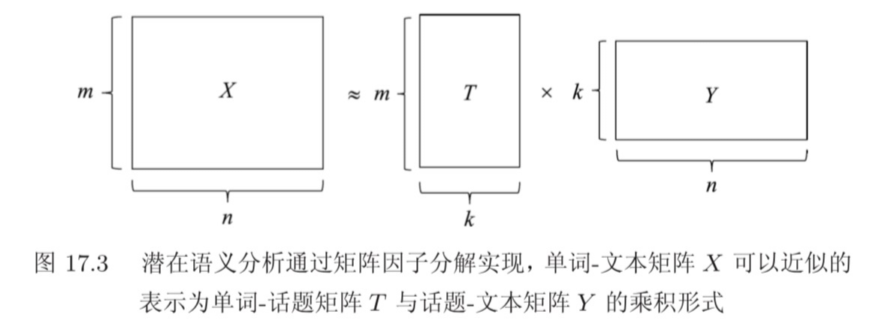 m X ≈ m T × k Y
n k n
图 17.3 潜在语义分析通过矩阵因子分解实现，单词-文本矩阵 X 可以近似的
表示为单词-话题矩阵 T 与话题-文本矩阵 Y 的乘积形式